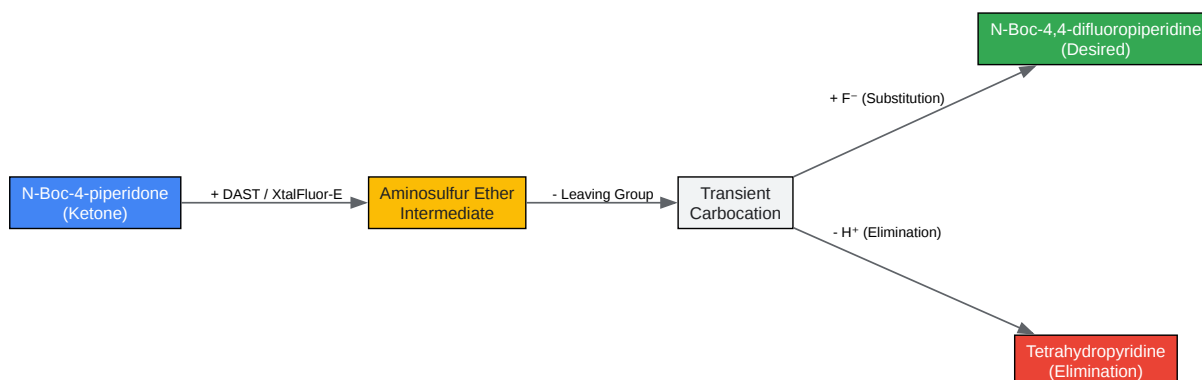 N-Boc-4,4-difluoropiperidine
(Desired)
+ F⁻ (Substitution)
N-Boc-4-piperidone
(Ketone)
+ DAST / XtalFluor-E
Aminosulfur Ether
Intermediate
- Leaving Group
Transient
Carbocation
- H⁺ (Elimination)
Tetrahydropyridine
(Elimination)